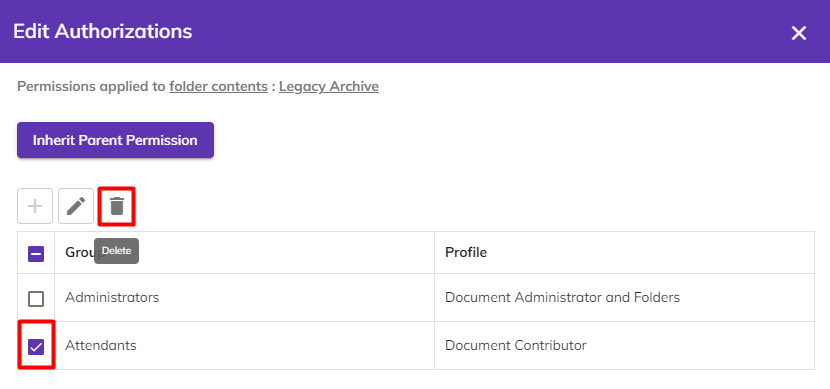 Edit Authorizations
Permissions applied to folder contents : Legacy Archive
Inherit Parent Permission
Delete
Grou Profile
Administrators Document Administrator and Folders
Attendants Document Contributor